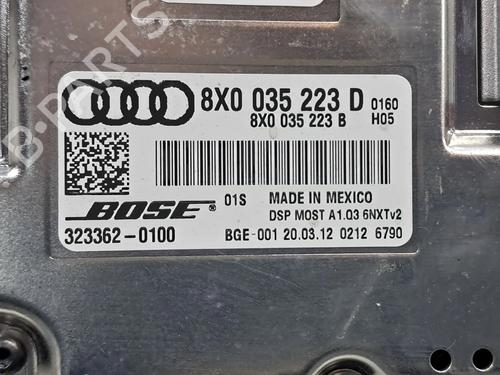 8X0 035 223 D 0160
8X0 035 223 B H05
BOSE 01S MADE IN MEXICO
DSP MOST A1.03 6NXTv2
323362-0100 BGE-001 20.03.12 0212 6790
B-PARTS